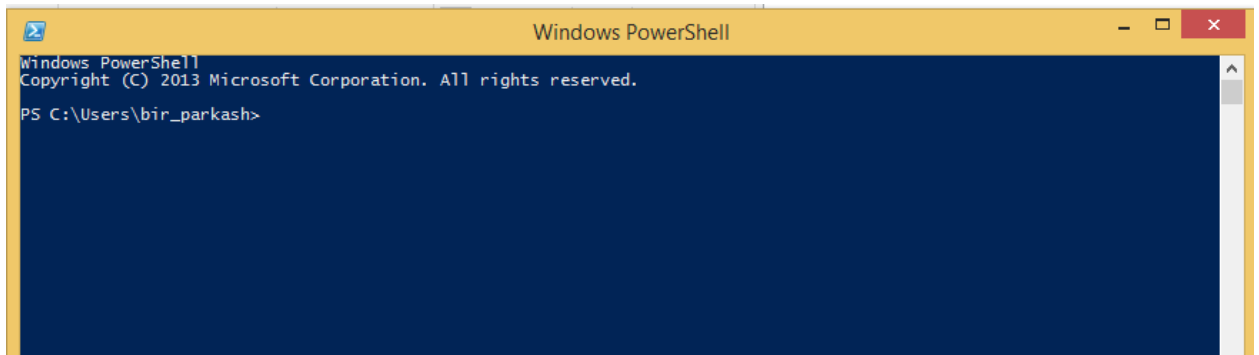 Windows PowerShell
Windows PowerShell
Copyright (C) 2013 Microsoft Corporation. All rights reserved.
PS C:\Users\bir_parkash>